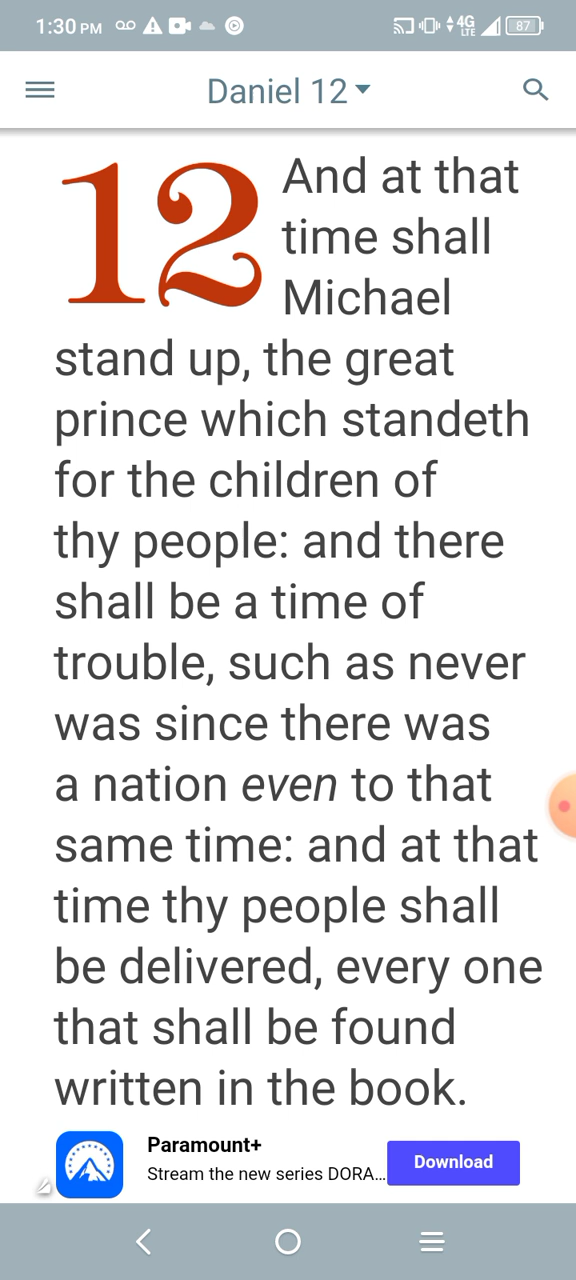 1:30 PM
4G
LTE
87
Daniel 12
12 And at that
time shall
Michael
stand up, the great
prince which standeth
for the children of
thy people: and there
shall be a time of
trouble, such as never
was since there was
a nation even to that
same time: and at that
time thy people shall
be delivered, every one
that shall be found
written in the book.
Paramount+
Stream the new series DORA...
Download